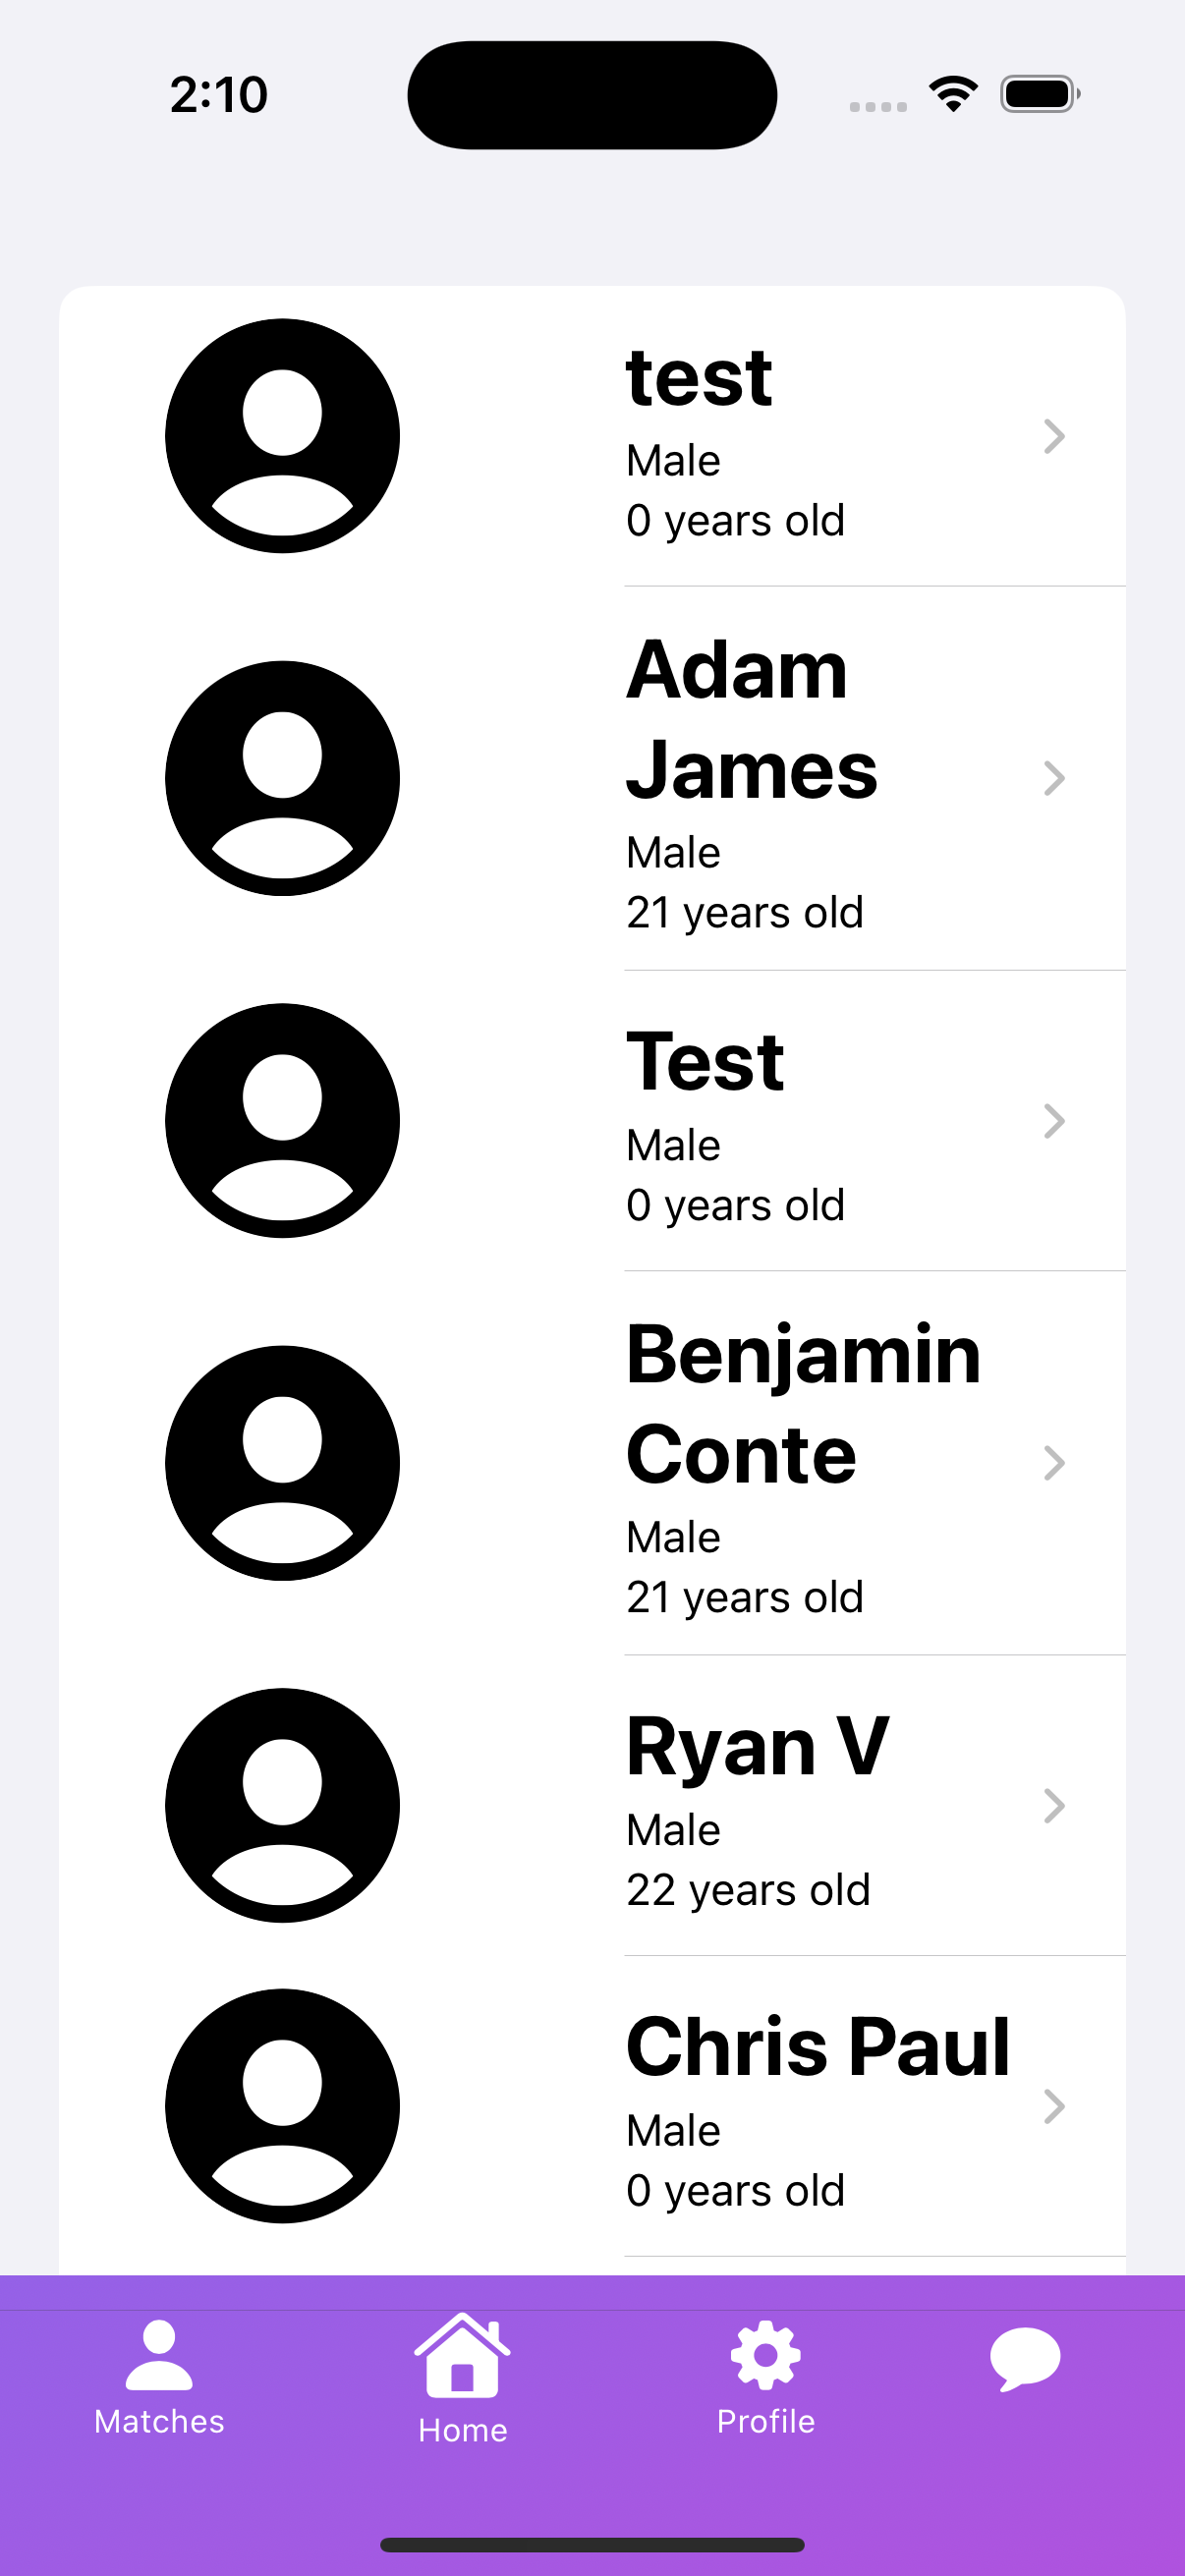 2:10
test
Male
0 years old
Adam
James
Male
21 years old
Test
Male
0 years old
Benjamin
Conte
Male
21 years old
Ryan V
Male
22 years old
Chris Paul
Male
0 years old
Matches
Home
Profile